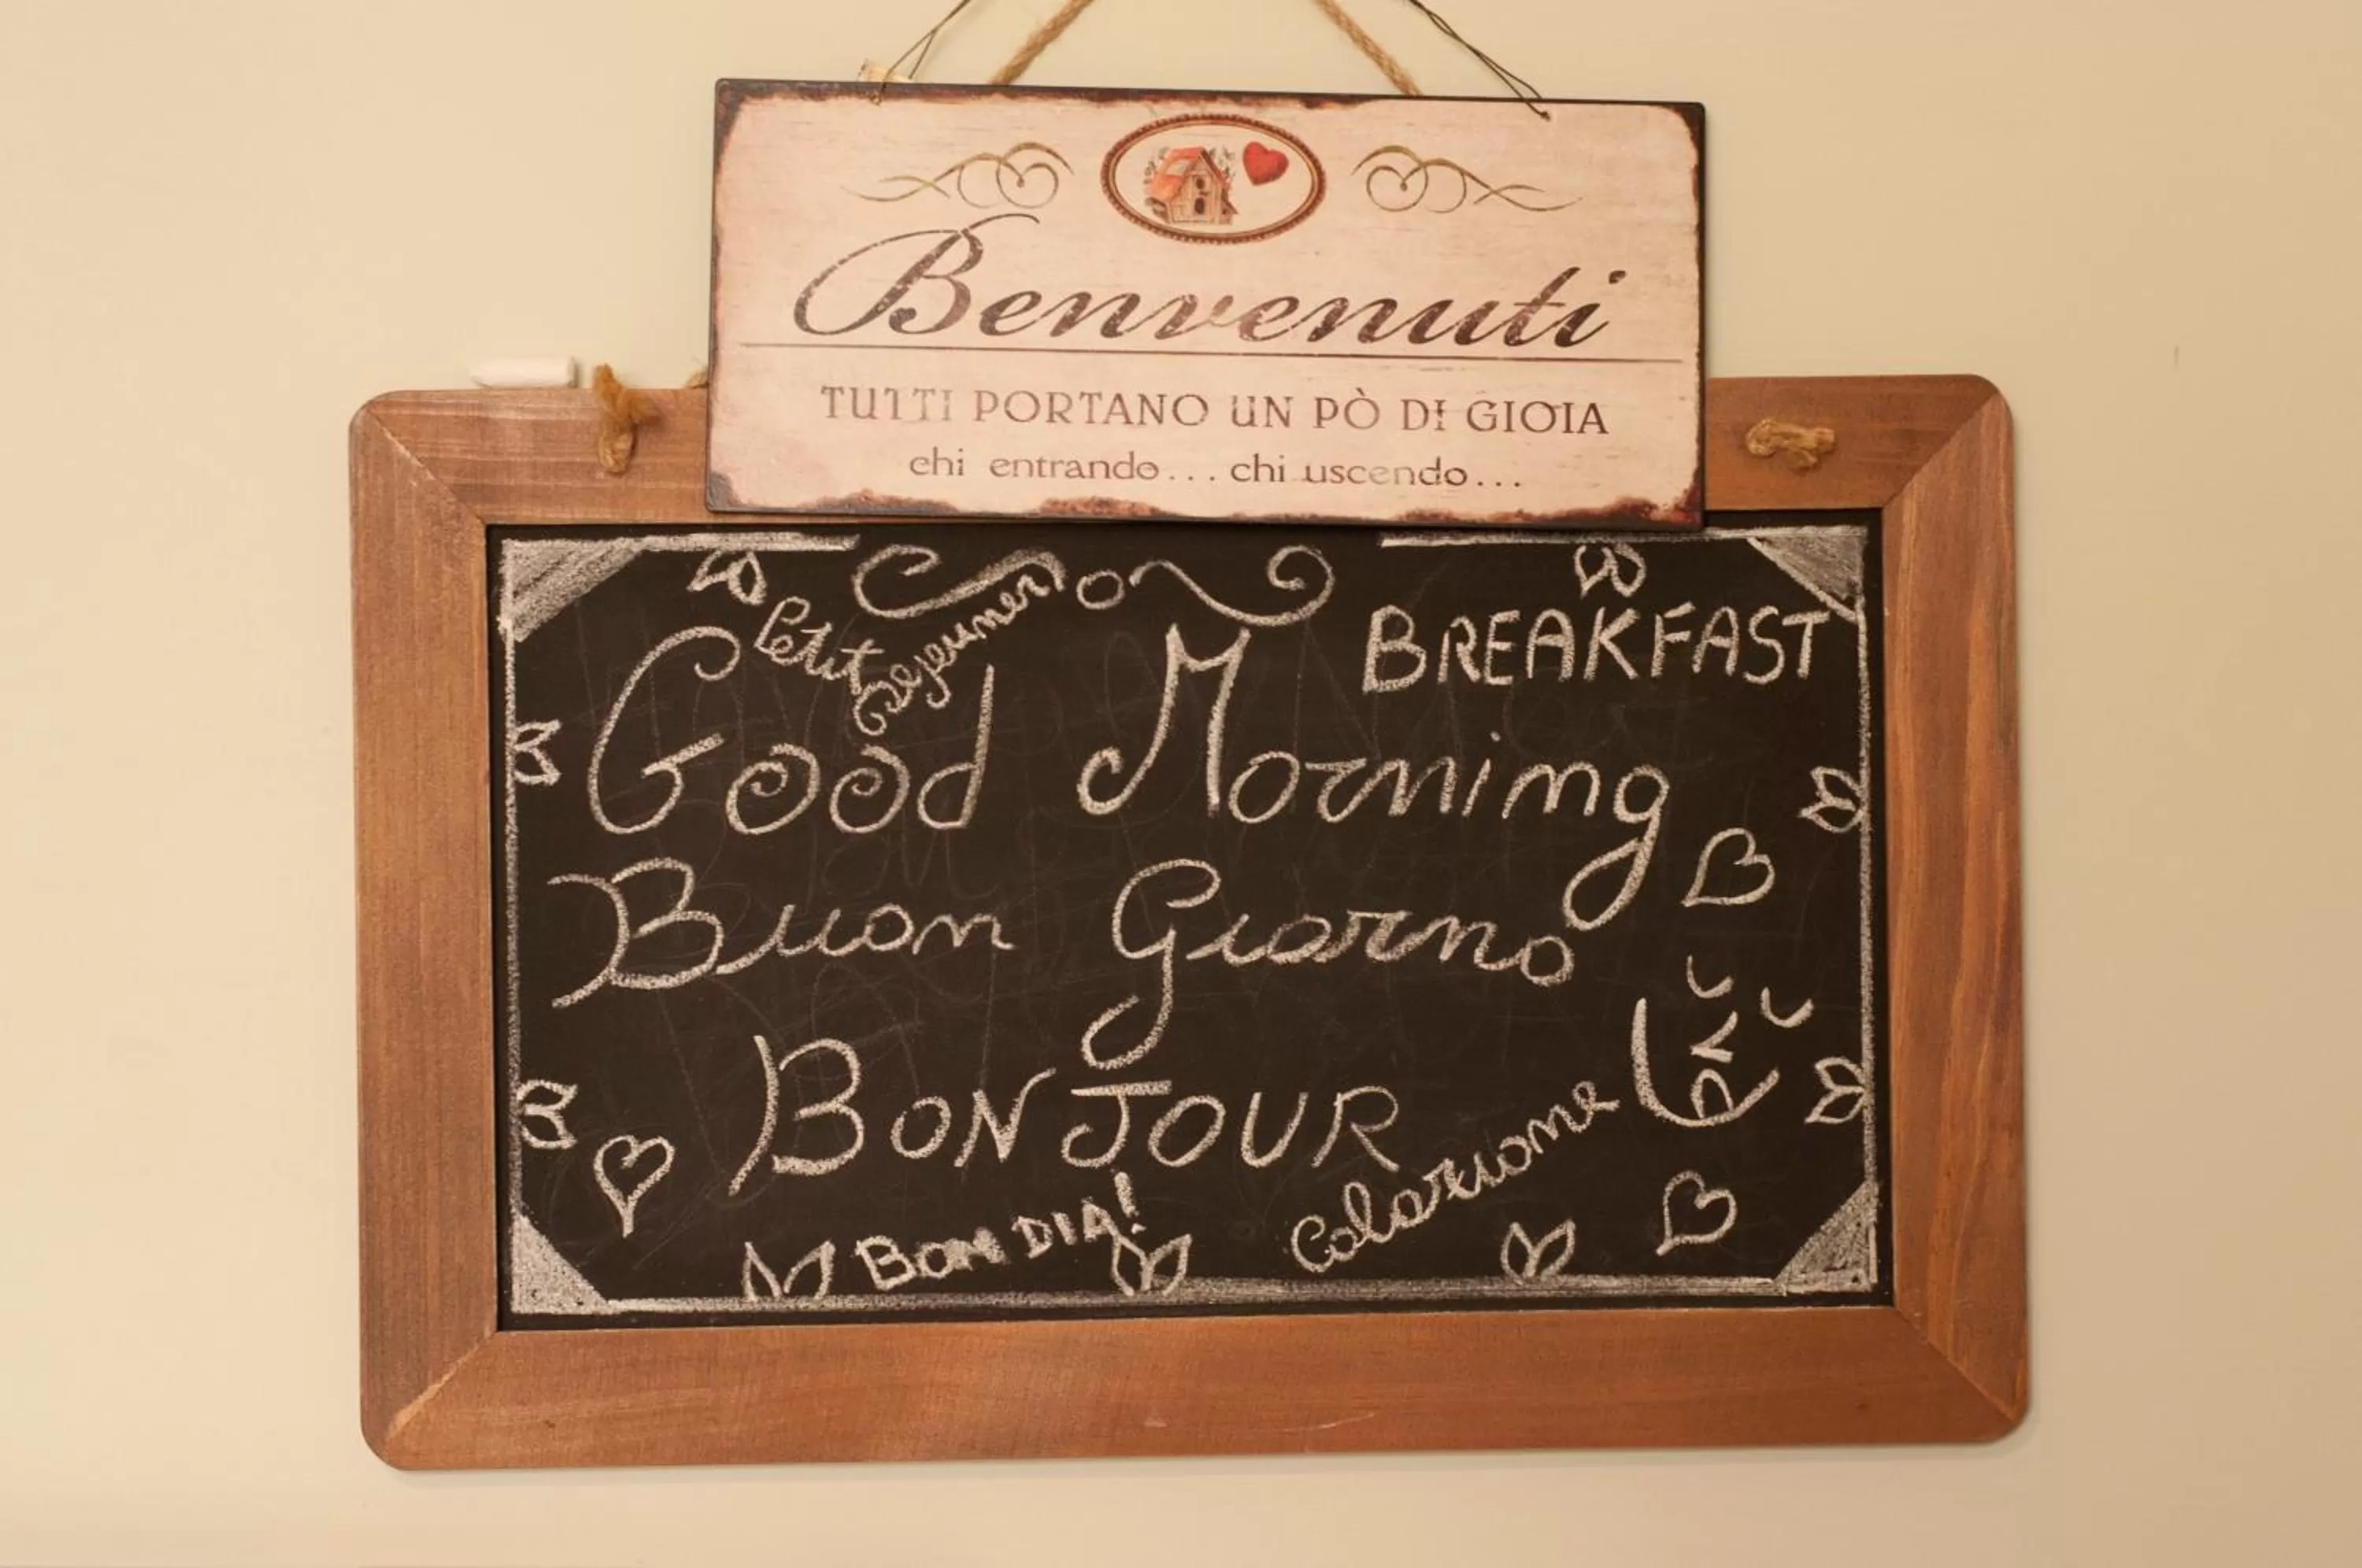 Benvenuti
TUTTI PORTANO UN PÒ DI GIOIA
chi entrando... chi uscendo...
Petit
dejeuner
BREAKFAST
Good Morning
Buon Giorno
BONJOUR
Colazione
BOM DIA!